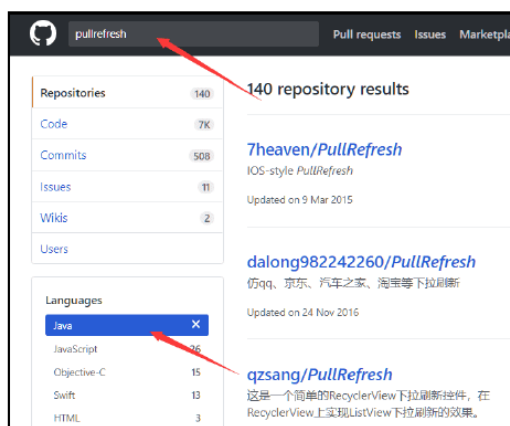 pullrefresh
Pull requests Issues Marketpla
Repositories 140
Code 7K
Commits 508
Issues 11
Wikis 2
Users
Languages
Java ×
JavaScript 26
Objective-C 15
Swift 13
HTML 3
140 repository results
7heaven/PullRefresh
IOS-style PullRefresh
Updated on 9 Mar 2015
dalong982242260/PullRefresh
仿qq、京东、汽车之家、淘宝等下拉刷新
Updated on 24 Nov 2016
qzsang/PullRefresh
这是一个简单的RecyclerView下拉刷新控件，在
RecyclerView上实现ListView下拉刷新的效果。